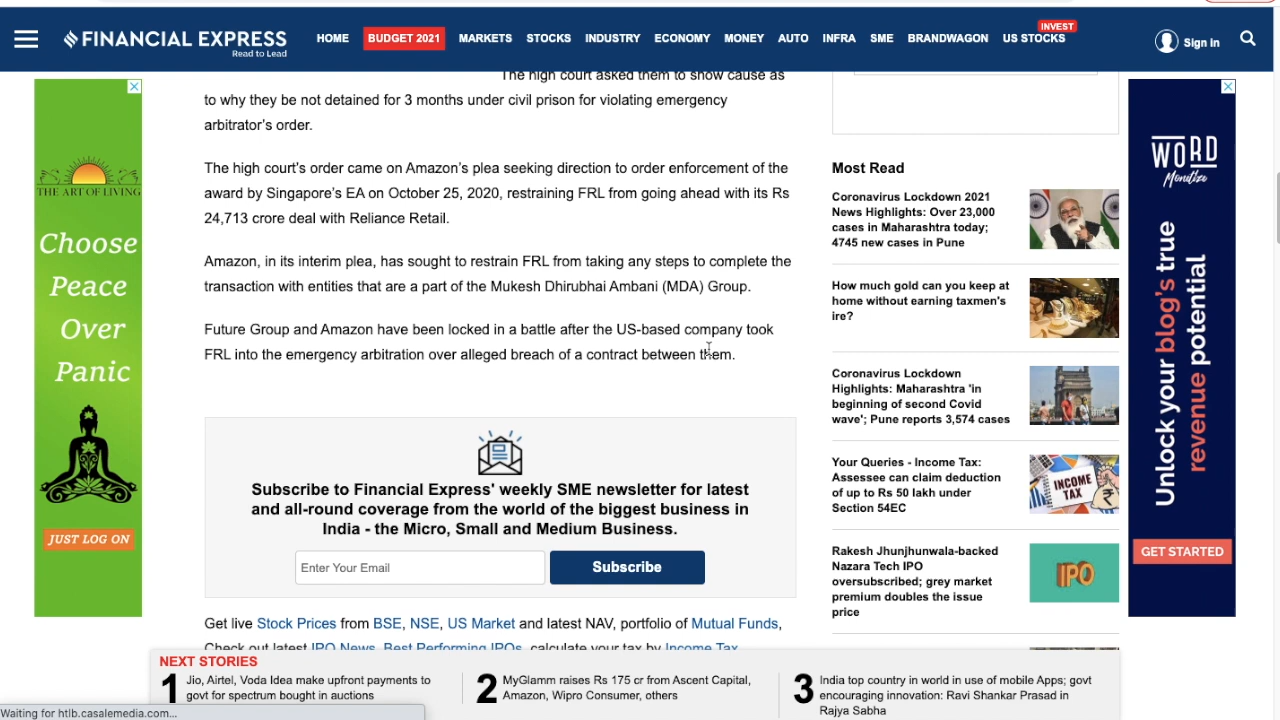 FINANCIAL EXPRESS
Read to Lead
HOME
BUDGET 2021
MARKETS
STOCKS
INDUSTRY
ECONOMY
MONEY
AUTO
INFRA
SME
BRANDWAGON
INVEST
US STOCKS
Sign in
THE ART OF LIVING
Choose
Peace
Over
Panic
JUST LOG ON
The high court asked them to show cause as
to why they be not detained for 3 months under civil prison for violating emergency
arbitrator's order.
The high court's order came on Amazon's plea seeking direction to order enforcement of the
award by Singapore's EA on October 25, 2020, restraining FRL from going ahead with its Rs
24,713 crore deal with Reliance Retail.
Amazon, in its interim plea, has sought to restrain FRL from taking any steps to complete the
transaction with entities that are a part of the Mukesh Dhirubhai Ambani (MDA) Group.
Future Group and Amazon have been locked in a battle after the US-based company took
FRL into the emergency arbitration over alleged breach of a contract between them.
Subscribe to Financial Express' weekly SME newsletter for latest
and all-round coverage from the world of the biggest business in
India - the Micro, Small and Medium Business.
Enter Your Email
Subscribe
Get live Stock Prices from BSE, NSE, US Market and latest NAV, portfolio of Mutual Funds,
Check out latest IPO News, Best Performing IPOs, calculate your tax by Income Tax
Most Read
Coronavirus Lockdown 2021
News Highlights: Over 23,000
cases in Maharashtra today;
4745 new cases in Pune
How much gold can you keep at
home without earning taxmen's
ire?
Coronavirus Lockdown
Highlights: Maharashtra 'in
beginning of second Covid
wave'; Pune reports 3,574 cases
Your Queries - Income Tax:
Assessee can claim deduction
of up to Rs 50 lakh under
Section 54EC
INCOME
TAX
Rakesh Jhunjhunwala-backed
Nazara Tech IPO
oversubscribed; grey market
premium doubles the issue
price
IPO
WORD
Monetize
Unlock your blog's true
revenue potential
GET STARTED
NEXT STORIES
1 Jio, Airtel, Voda Idea make upfront payments to
govt for spectrum bought in auctions
2 MyGlamm raises Rs 175 cr from Ascent Capital,
Amazon, Wipro Consumer, others
3 India top country in world in use of mobile Apps; govt
encouraging innovation: Ravi Shankar Prasad in
Rajya Sabha
Waiting for htlb.casalemedia.com...